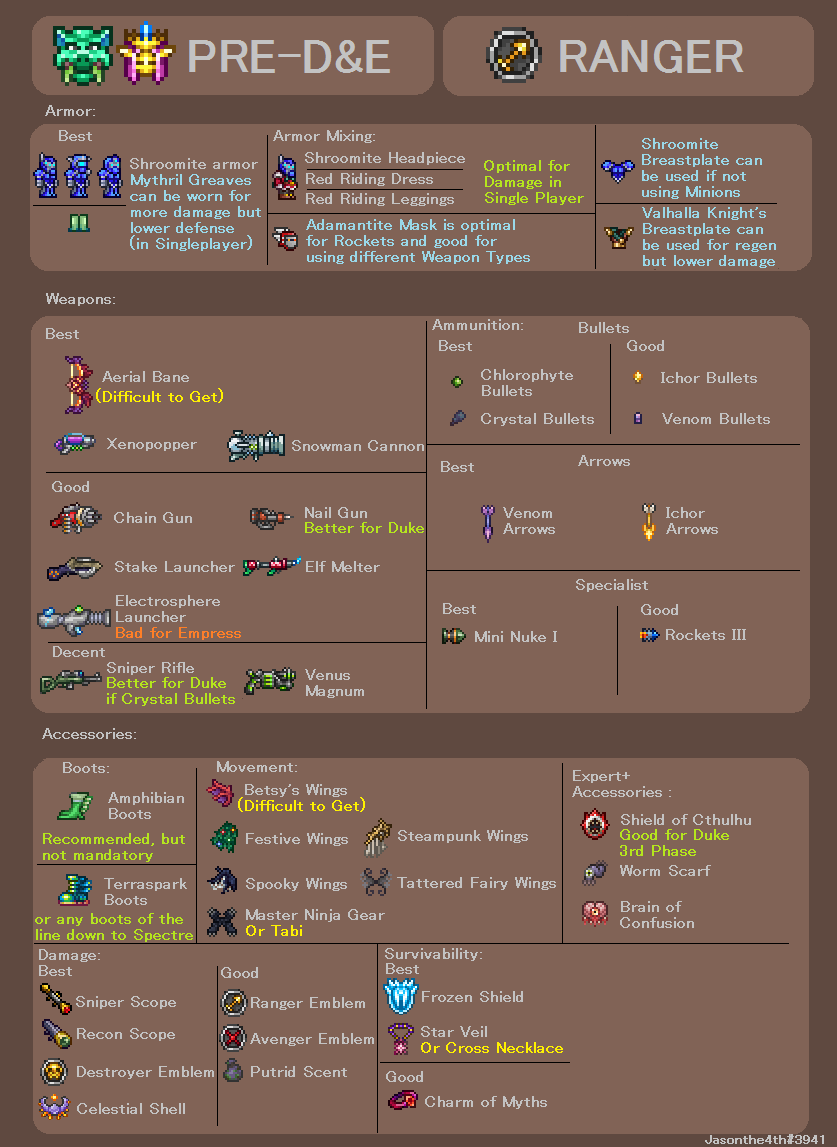 PRE-D&E
RANGER
Armor:
Best
Shroomite armor
Mythril Greaves
can be worn for
more damage but
lower defense
(in Singleplayer)
Armor Mixing:
Shroomite Headpiece
Red Riding Dress
Red Riding Leggings
Optimal for
Damage in
Single Player
Adamantite Mask is optimal
for Rockets and good for
using different Weapon Types
Shroomite
Breastplate can
be used if not
using Minions
Valhalla Knight's
Breastplate can
be used for regen
but lower damage
Weapons:
Best
Aerial Bane
(Difficult to Get)
Xenopopper
Snowman Cannon
Good
Chain Gun
Nail Gun
Better for Duke
Stake Launcher
Elf Melter
Electrosphere
Launcher
Bad for Empress
Decent
Sniper Rifle
Better for Duke
if Crystal Bullets
Venus
Magnum
Ammunition:
Bullets
Best
Good
Chlorophyte
Bullets
Ichor Bullets
Crystal Bullets
Venom Bullets
Best
Arrows
Venom
Arrows
Ichor
Arrows
Specialist
Best
Good
Mini Nuke I
Rockets III
Accessories:
Boots:
Amphibian
Boots
Recommended, but
not mandatory
Terraspark
Boots
or any boots of the
line down to Spectre
Movement:
Betsy's Wings
(Difficult to Get)
Festive Wings
Steampunk Wings
Spooky Wings
Tattered Fairy Wings
Master Ninja Gear
Or Tabi
Expert+
Accessories :
Shield of Cthulhu
Good for Duke
3rd Phase
Worm Scarf
Brain of
Confusion
Damage:
Best
Sniper Scope
Recon Scope
Destroyer Emblem
Celestial Shell
Good
Ranger Emblem
Avenger Emblem
Putrid Scent
Survivability:
Best
Frozen Shield
Star Veil
Or Cross Necklace
Good
Charm of Myths
Jasonthe4th#3941